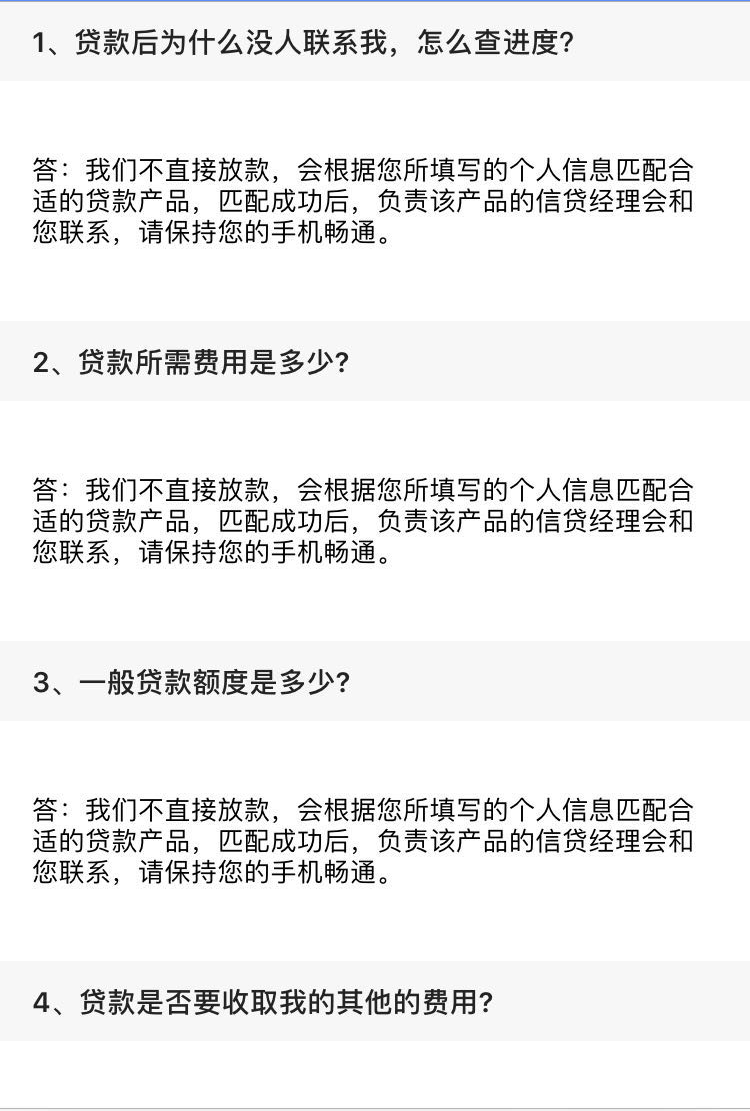 1、贷款后为什么没人联系我，怎么查进度?
答：我们不直接放款，会根据您所填写的个人信息匹配合
适的贷款产品，匹配成功后，负责该产品的信贷经理会和
您联系，请保持您的手机畅通。
2、贷款所需费用是多少?
答：我们不直接放款，会根据您所填写的个人信息匹配合
适的贷款产品，匹配成功后，负责该产品的信贷经理会和
您联系，请保持您的手机畅通。
3、一般贷款额度是多少?
答：我们不直接放款，会根据您所填写的个人信息匹配合
适的贷款产品，匹配成功后，负责该产品的信贷经理会和
您联系，请保持您的手机畅通。
4、贷款是否要收取我的其他的费用?